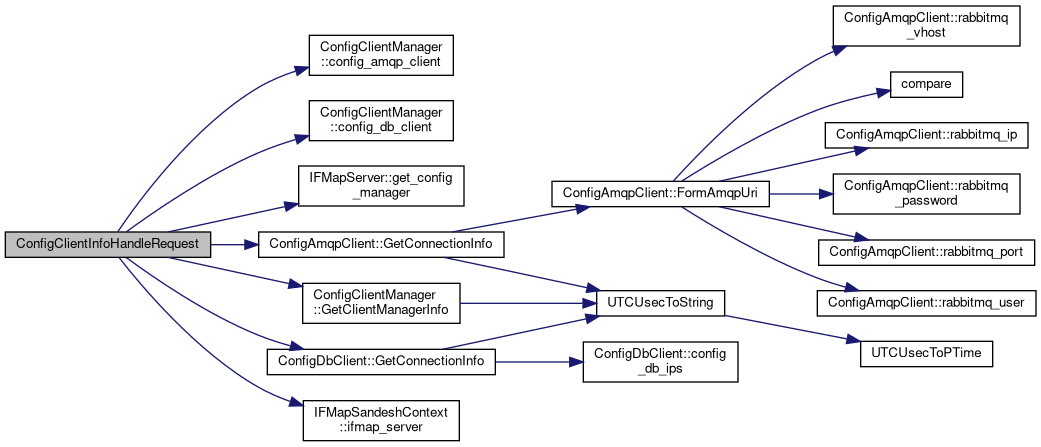 ConfigClientInfoHandleRequest
ConfigClientManager
::config_amqp_client
ConfigClientManager
::config_db_client
IFMapServer::get_config
_manager
ConfigAmqpClient::GetConnectionInfo
ConfigClientManager
::GetClientManagerInfo
ConfigDbClient::GetConnectionInfo
IFMapSandeshContext
::ifmap_server
ConfigAmqpClient::FormAmqpUri
UTCUsecToString
ConfigDbClient::config
_db_ips
ConfigAmqpClient::rabbitmq
_vhost
compare
ConfigAmqpClient::rabbitmq_ip
ConfigAmqpClient::rabbitmq
_password
ConfigAmqpClient::rabbitmq_port
ConfigAmqpClient::rabbitmq_user
UTCUsecToPTime